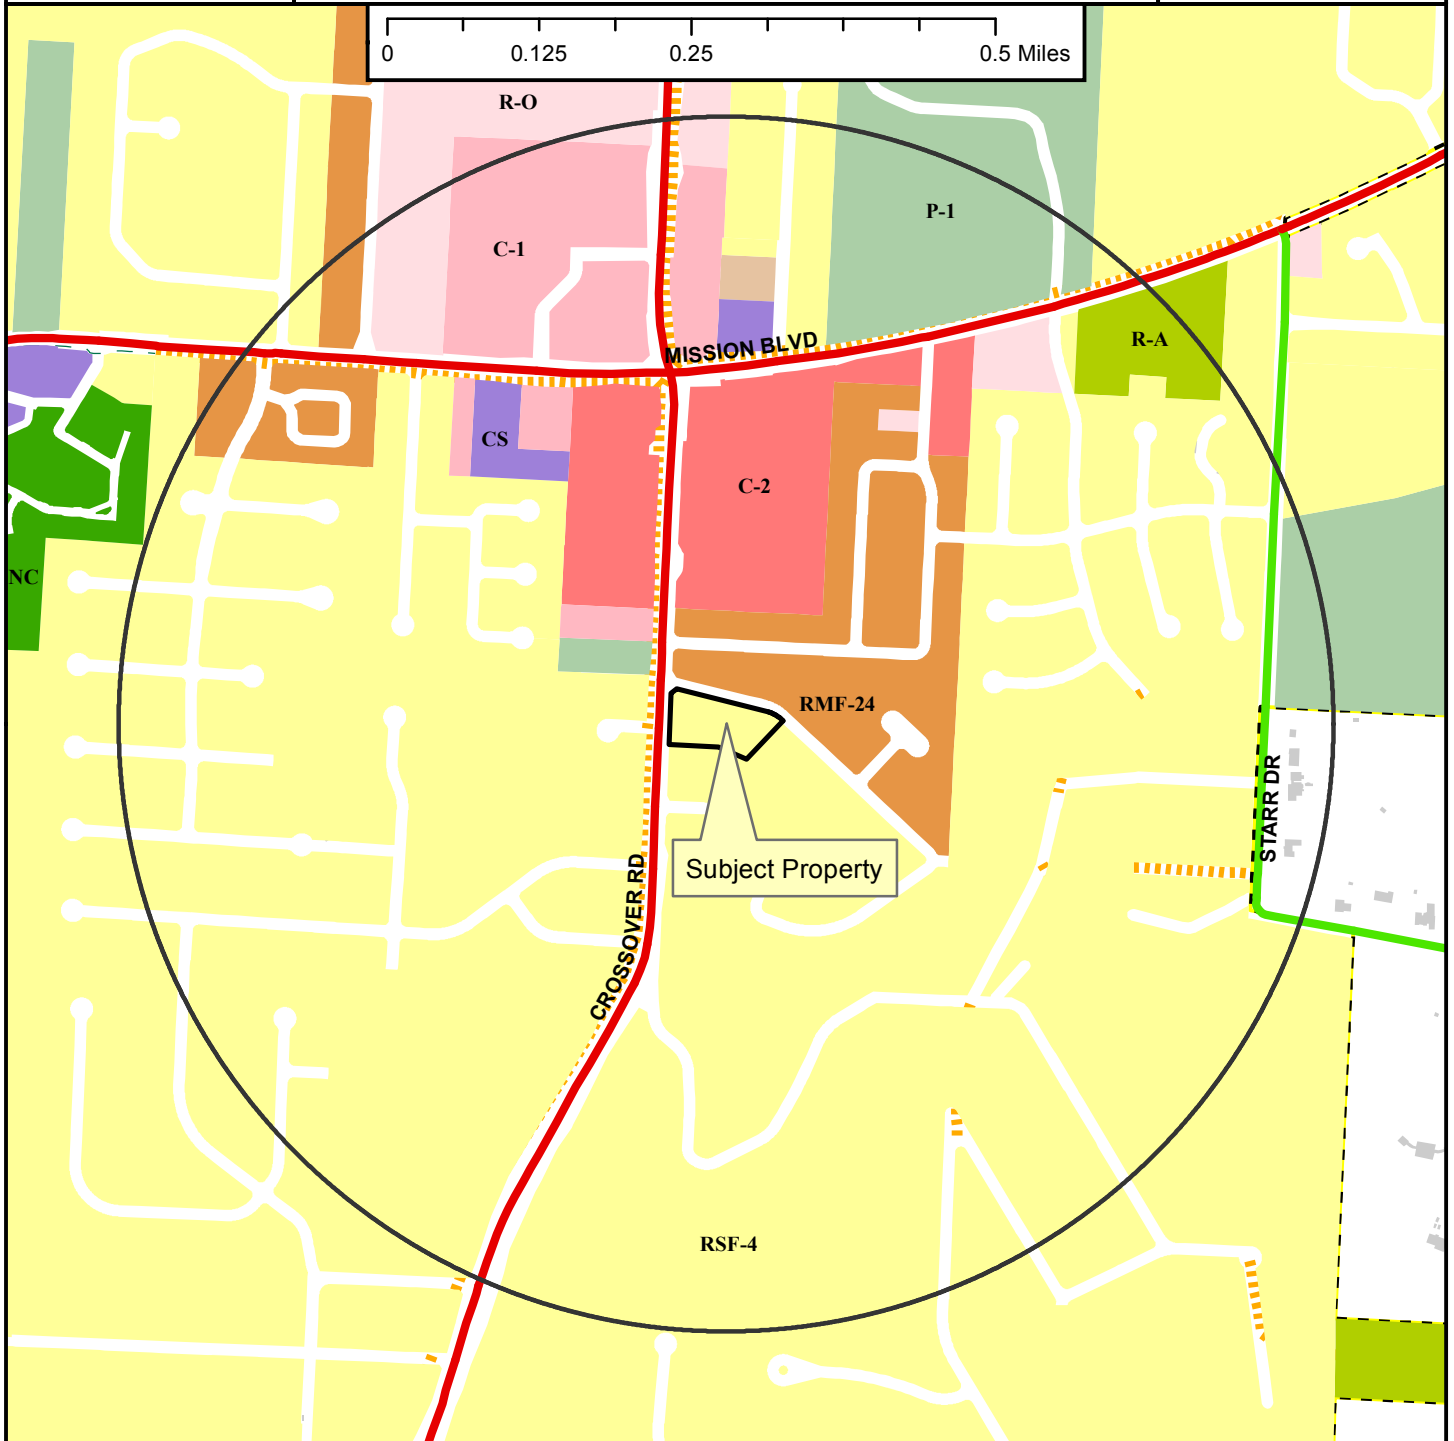 0 0.125 0.25 0.5 Miles
R-O
P-1
C-1
R-A
MISSION BLVD
CS
C-2
NC
RMF-24
STARR DR
Subject Property
CROSSOVER RD
RSF-4